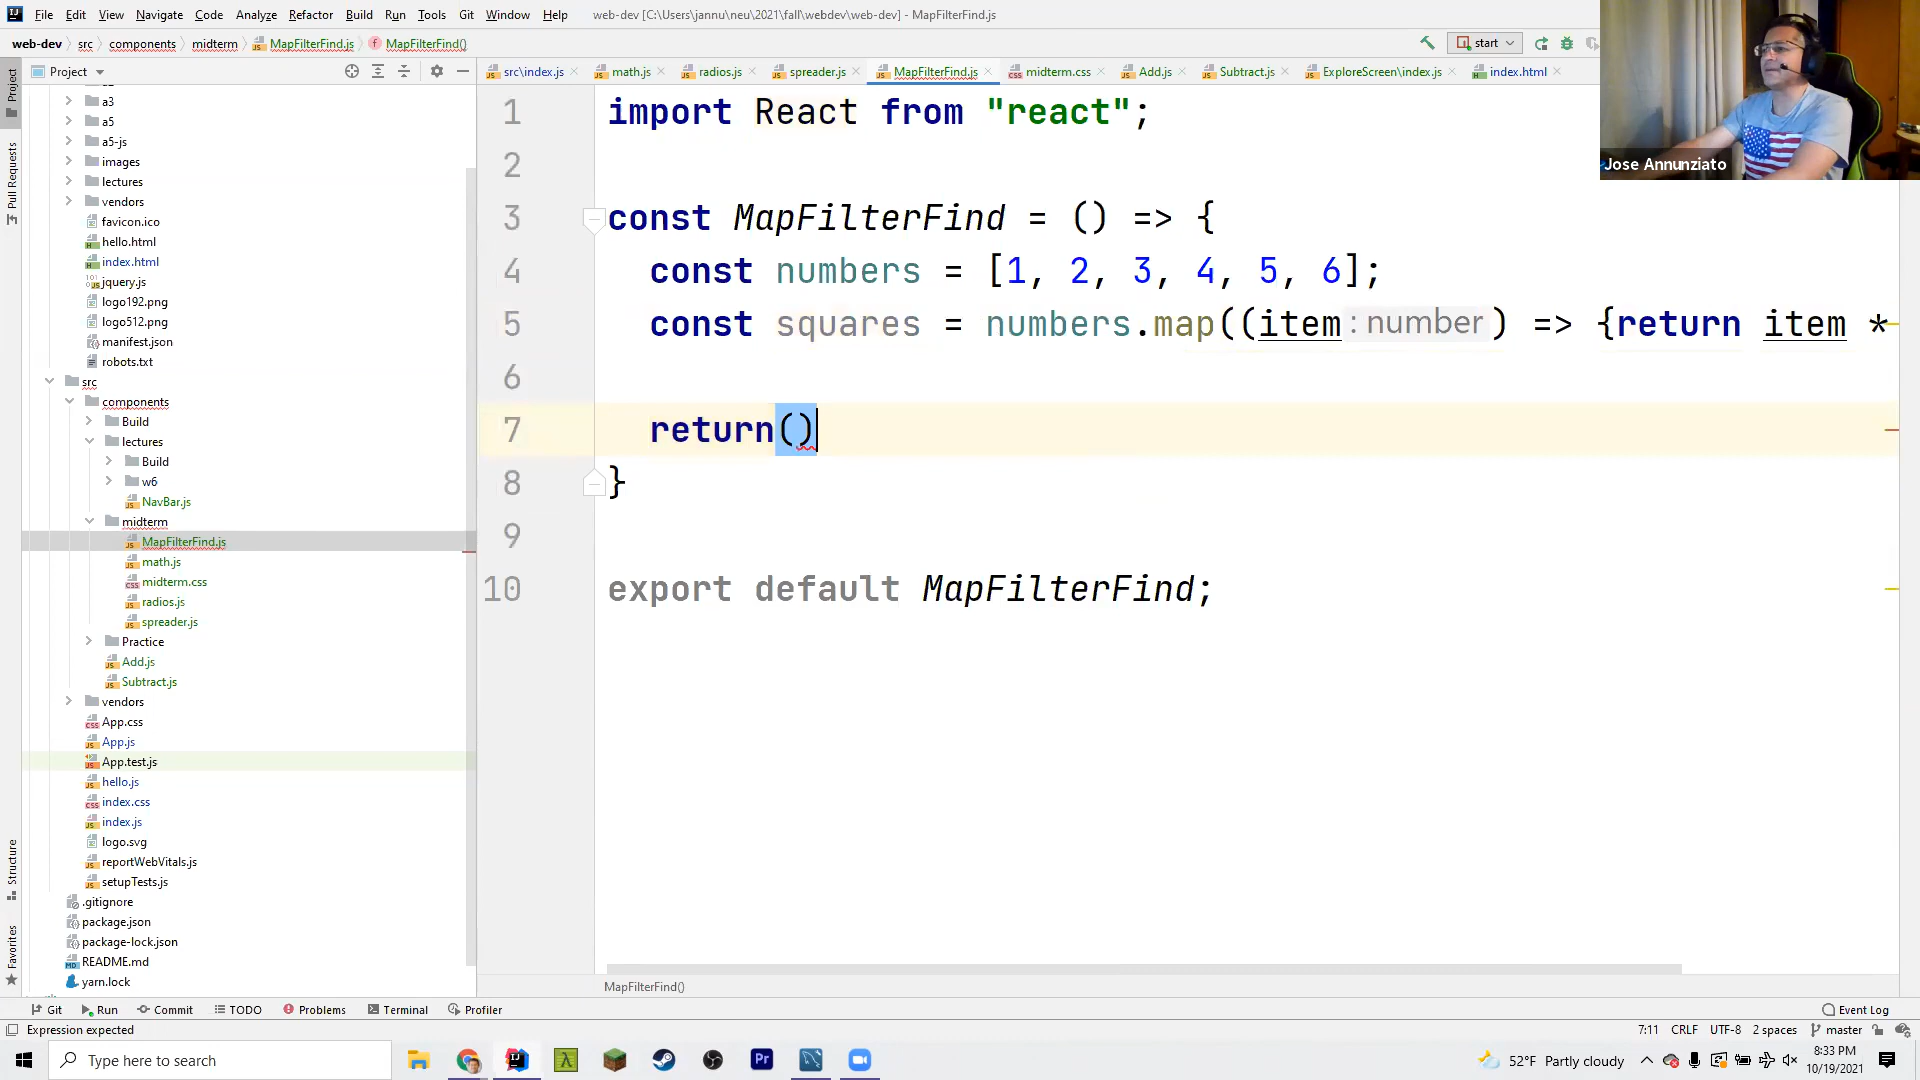 File Edit View Navigate Code Analyze Refactor Build Run Tools Git Window Help web-dev [C:\Users\jannu\neu\2021\fall\webdev\web-dev] - MapFilterFind.js
web-dev src components midterm MapFilterFind.js MapFilterFind() start
Project src\index.js math.js radios.js spreader.js MapFilterFind.js midterm.css Add.js Subtract.js ExploreScreen\index.js index.html
Project
Pull Requests
Structure
Favorites
a3
a5
a5-js
images
lectures
vendors
favicon.ico
hello.html
index.html
jquery.js
logo192.png
logo512.png
manifest.json
robots.txt
src
components
Build
lectures
Build
w6
NavBar.js
midterm
MapFilterFind.js
math.js
midterm.css
radios.js
spreader.js
Practice
Add.js
Subtract.js
vendors
App.css
App.js
App.test.js
hello.js
index.css
index.js
logo.svg
reportWebVitals.js
setupTests.js
.gitignore
package.json
package-lock.json
README.md
yarn.lock
1 import React from "react";
2
3 const MapFilterFind = () => {
4 const numbers = [1, 2, 3, 4, 5, 6];
5 const squares = numbers.map((item : number) => {return item *
6
7 return()
8 }
9
10 export default MapFilterFind;
MapFilterFind()
Jose Annunziato
Git Run Commit TODO Problems Terminal Profiler Event Log
Expression expected 7:11 CRLF UTF-8 2 spaces master
Type here to search 52°F Partly cloudy 8:33 PM
10/19/2021